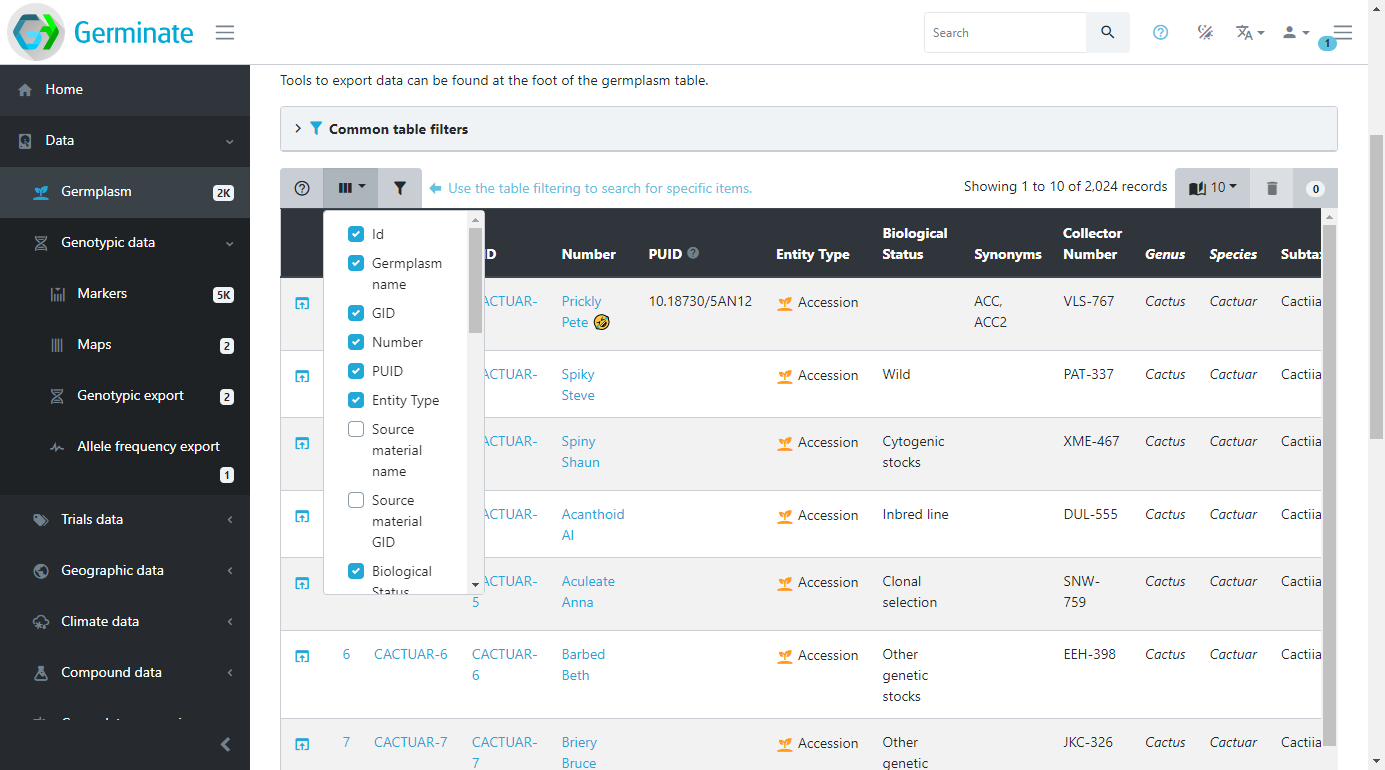 Germinate
Search
1
Home
Data
Germplasm 2K
Genotypic data
Markers 5K
Maps 2
Genotypic export 2
Allele frequency export
1
Trials data
Geographic data
Climate data
Compound data
Tools to export data can be found at the foot of the germplasm table.
Common table filters
Use the table filtering to search for specific items.
Showing 1 to 10 of 2,024 records
10
0
Id
Germplasm
name
GID
Number
PUID
Entity Type
Source
material
name
Source
material
GID
Biological
Status
Number PUID Entity Type Biological
Status Synonyms Collector
Number Genus Species
CACTUAR- Prickly
Pete 10.18730/5AN12 Accession ACC,
ACC2 VLS-767 Cactus Cactuar Cactiia
CACTUAR- Spiky
Steve Accession Wild PAT-337 Cactus Cactuar Cactiia
CACTUAR- Spiny
Shaun Accession Cytogenic
stocks XME-467 Cactus Cactuar Cactiia
CACTUAR- Acanthoid
Al Accession Inbred line DUL-555 Cactus Cactuar Cactiia
CACTUAR-
5 Aculeate
Anna Accession Clonal
selection SNW-
759 Cactus Cactuar Cactiia
6 CACTUAR-6 CACTUAR-
6 Barbed
Beth Accession Other
genetic
stocks EEH-398 Cactus Cactuar Cactiia
7 CACTUAR-7 CACTUAR-
7 Briery
Bruce Accession Other
genetic JKC-326 Cactus Cactuar Cactiia